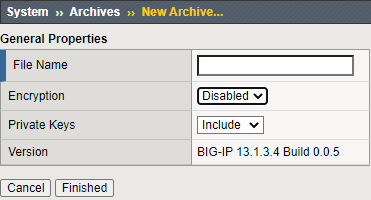 System ›› Archives ›› New Archive...
General Properties
File Name
Encryption Disabled
Private Keys Include
Version BIG-IP 13.1.3.4 Build 0.0.5
Cancel Finished